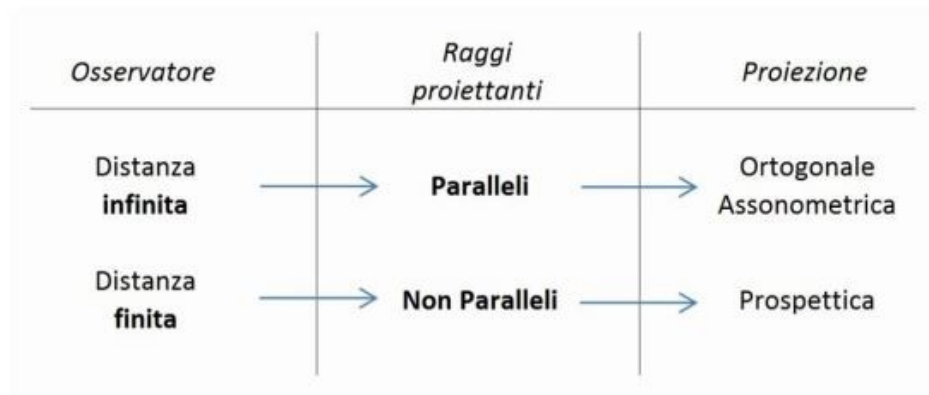 Osservatore
Raggi
proiettanti
Proiezione
Distanza
infinita
Paralleli
Ortogonale
Assonometrica
Distanza
finita
Non Paralleli
Prospettica